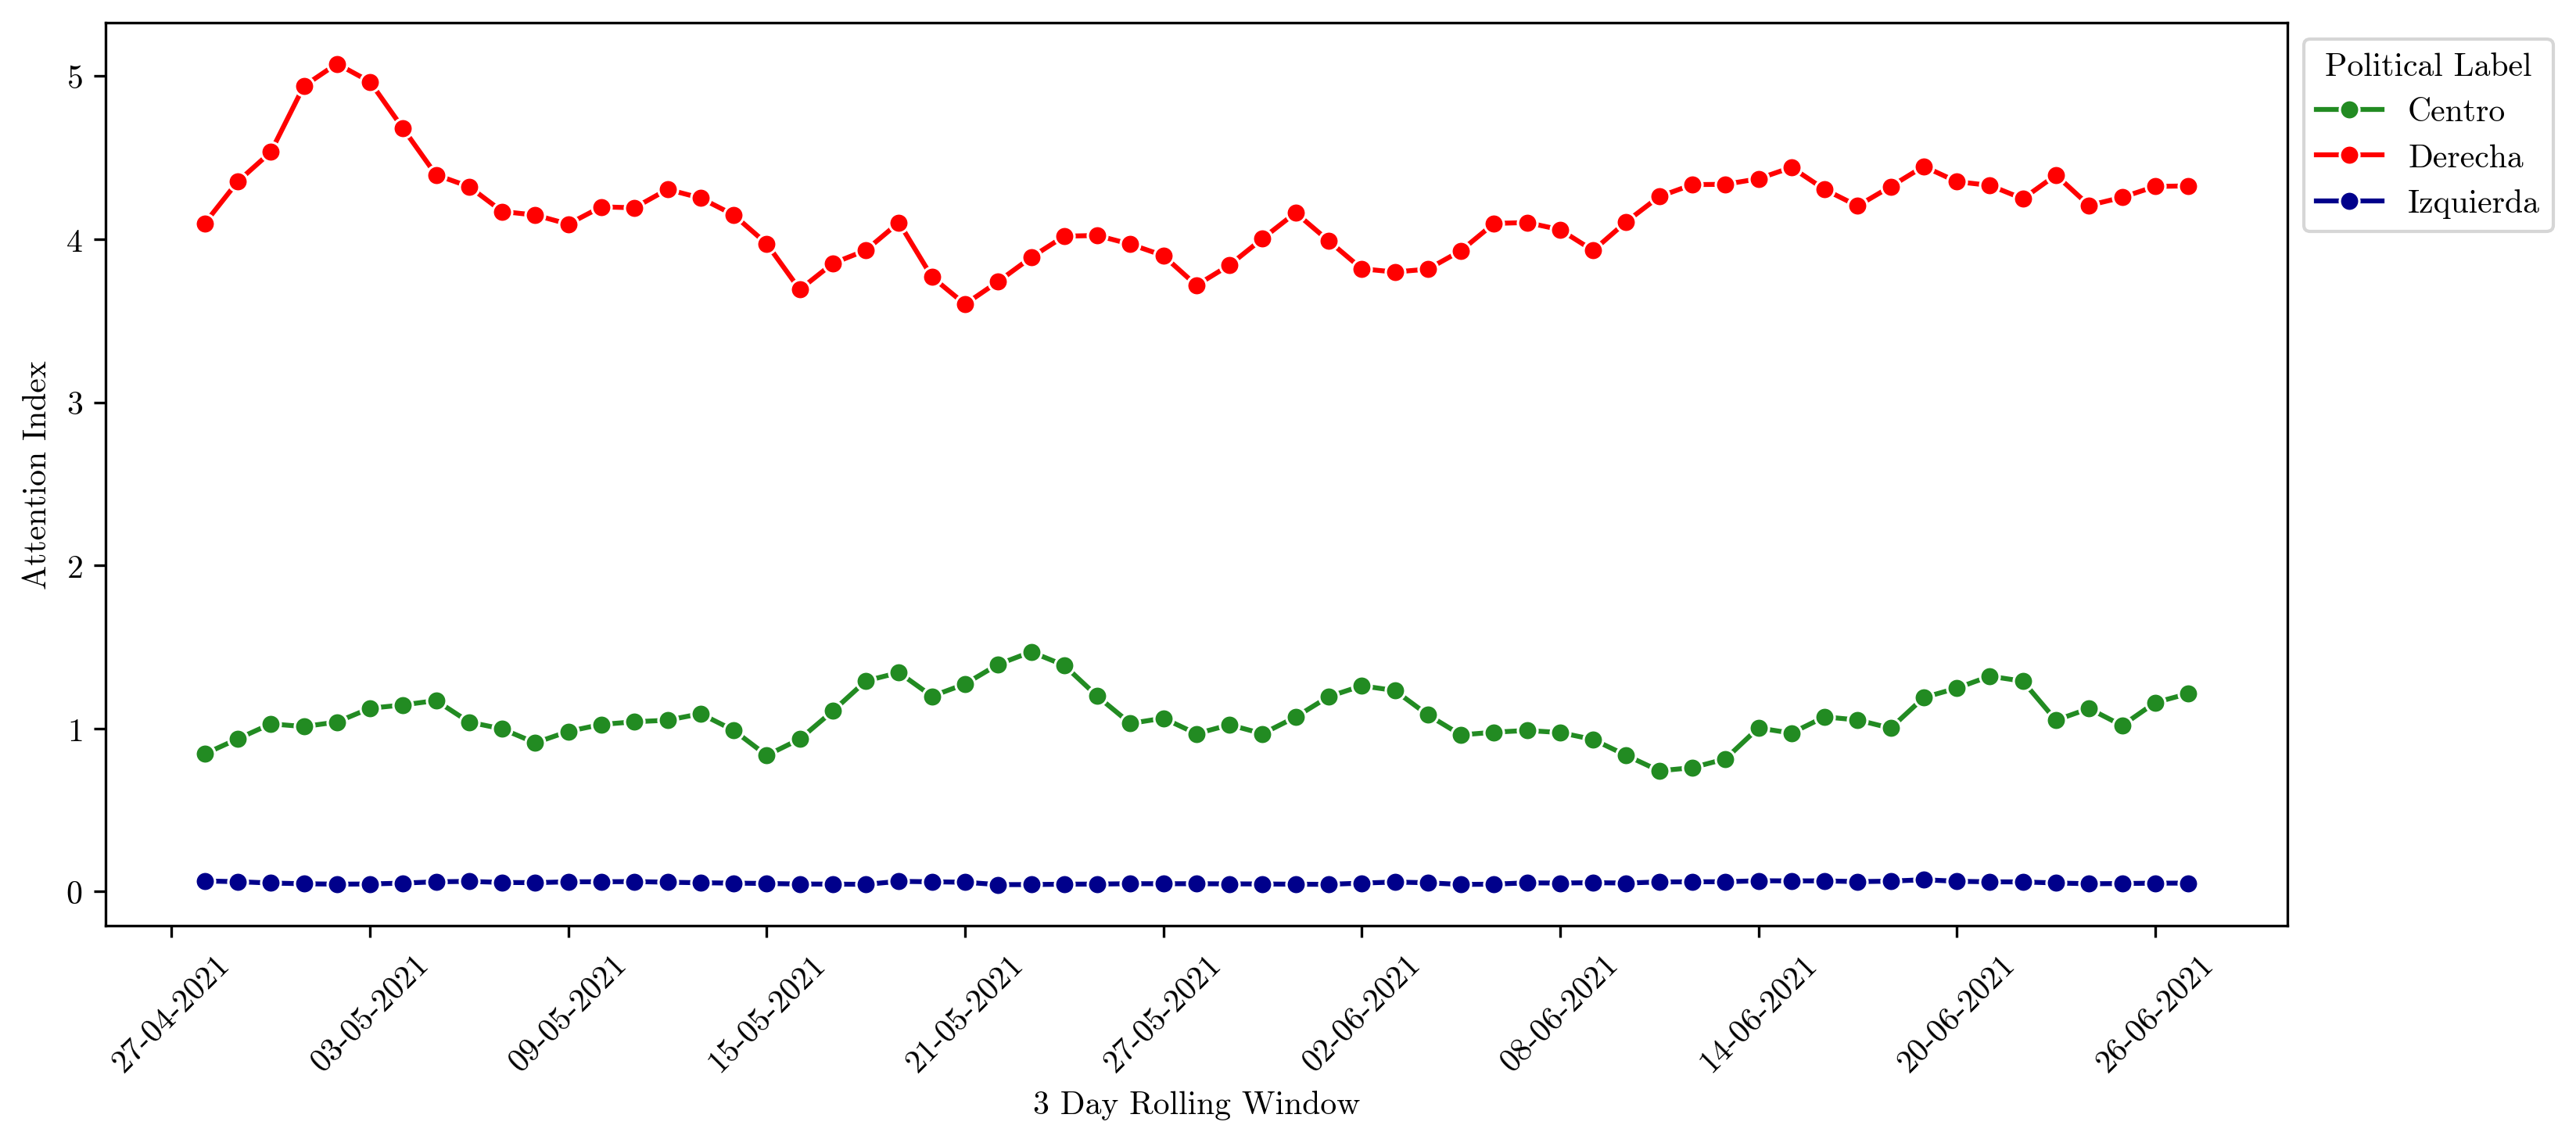 5
4
3
2
1
0
Attention Index
27-04-2021
03-05-2021
09-05-2021
15-05-2021
21-05-2021
27-05-2021
02-06-2021
08-06-2021
14-06-2021
20-06-2021
26-06-2021
3 Day Rolling Window
Political Label
Centro
Derecha
Izquierda